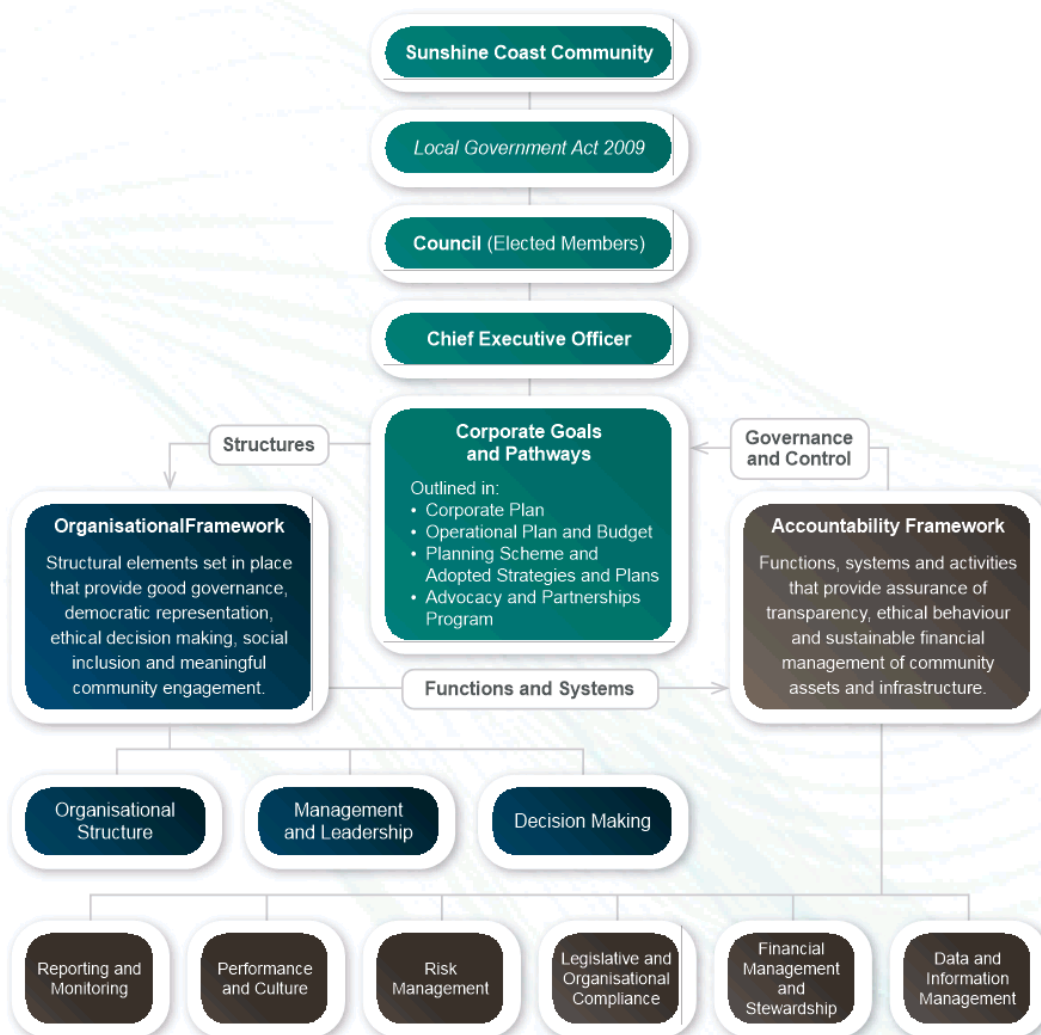 Sunshine Coast Community
Local Government Act 2009
Council (Elected Members)
Chief Executive Officer
Structures
Corporate Goals
and Pathways
Outlined in:
• Corporate Plan
• Operational Plan and Budget
• Planning Scheme and
Adopted Strategies and Plans
• Advocacy and Partnerships
Program
Governance
and Control
OrganisationalFramework
Structural elements set in place
that provide good governance,
democratic representation,
ethical decision making, social
inclusion and meaningful
community engagement.
Functions and Systems
Accountability Framework
Functions, systems and activities
that provide assurance of
transparency, ethical behaviour
and sustainable financial
management of community
assets and infrastructure.
Organisational
Structure
Management
and Leadership
Decision Making
Reporting and
Monitoring
Performance
and Culture
Risk
Management
Legislative and
Organisational
Compliance
Financial
Management
and
Stewardship
Data and
Information
Management